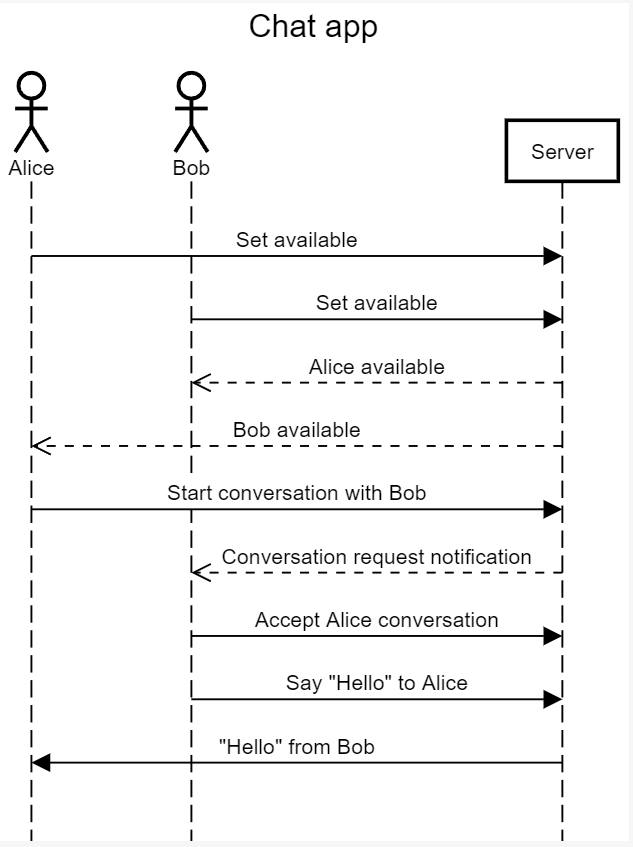 Chat app
Alice
Bob
Server
Set available
Set available
Alice available
Bob available
Start conversation with Bob
Conversation request notification
Accept Alice conversation
Say "Hello" to Alice
"Hello" from Bob